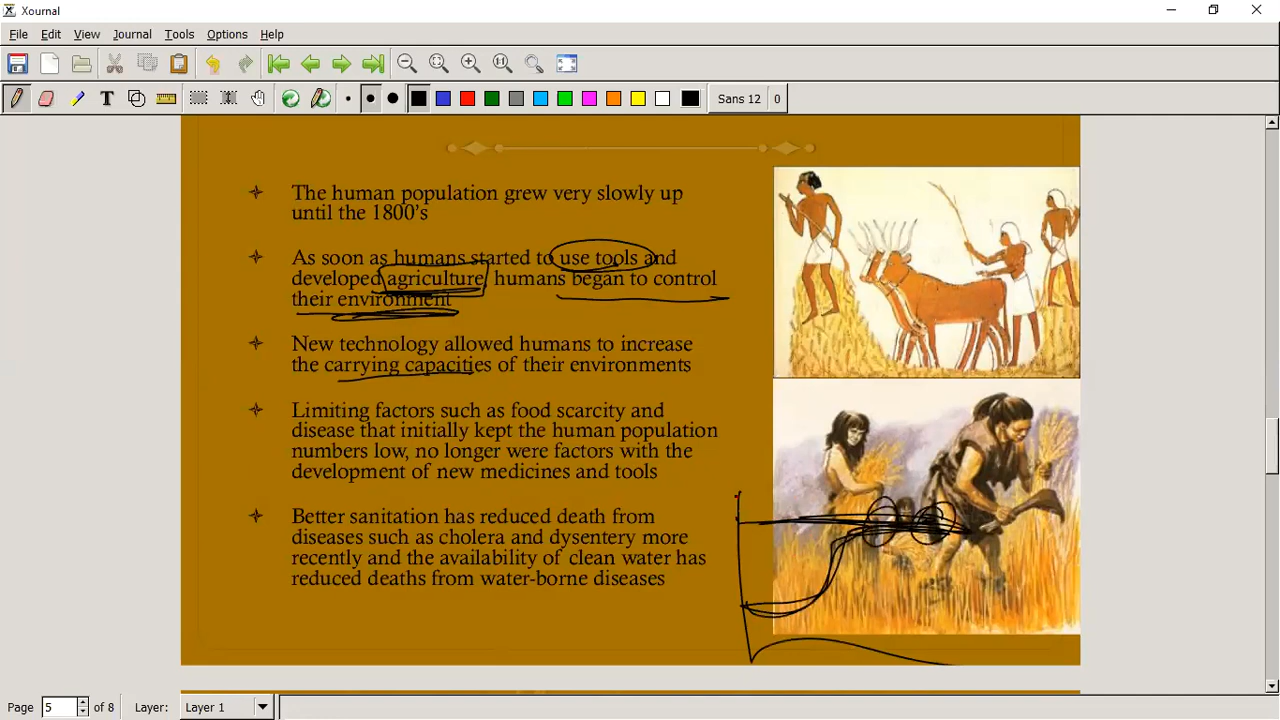 Xournal
File Edit View Journal Tools Options Help
Sans 12 0
The human population grew very slowly up
until the 1800's
As soon as humans started to use tools and
developed agriculture, humans began to control
their environment
New technology allowed humans to increase
the carrying capacities of their environments
Limiting factors such as food scarcity and
disease that initially kept the human population
numbers low, no longer were factors with the
development of new medicines and tools
Better sanitation has reduced death from
diseases such as cholera and dysentery more
recently and the availability of clean water has
reduced deaths from water-borne diseases
Page 5 of 8 Layer: Layer 1